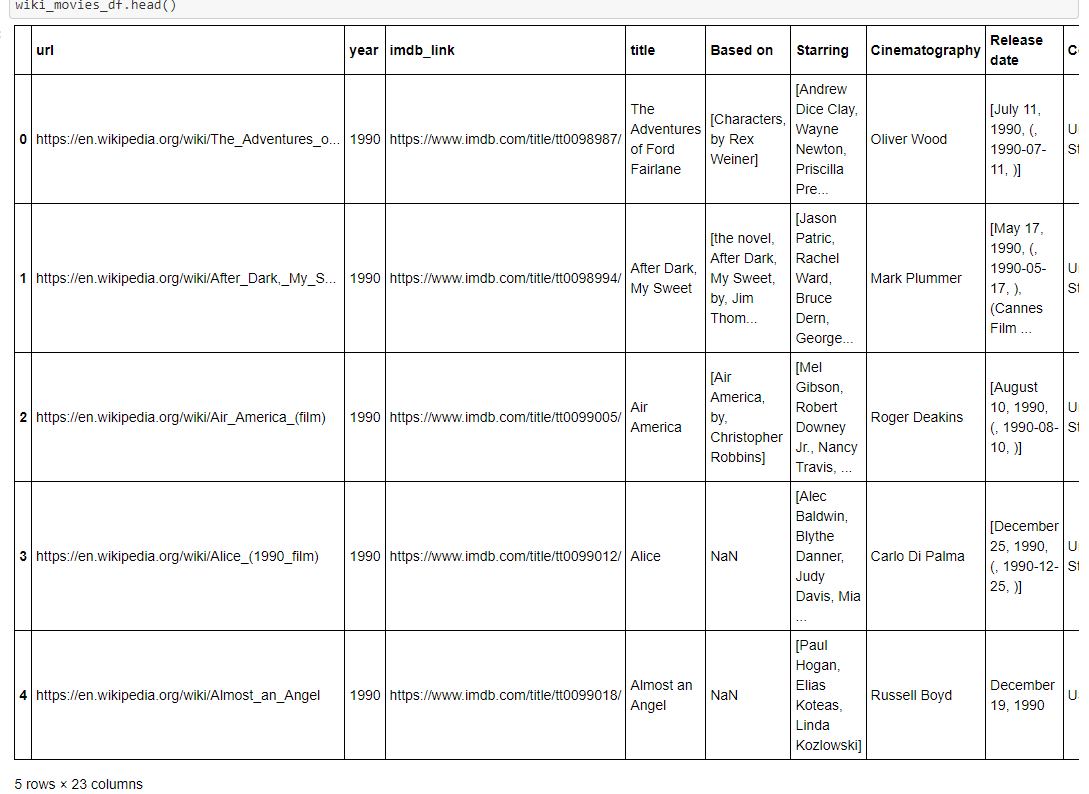 wiki_movies_df.head()
url
year
imdb_link
title
Based on
Starring
Cinematography
Release
date
0
https://en.wikipedia.org/wiki/The_Adventures_o...
1990
https://www.imdb.com/title/tt0098987/
The
Adventures
of Ford
Fairlane
[Characters,
by Rex
Weiner]
[Andrew
Dice Clay,
Wayne
Newton,
Priscilla
Pre...
Oliver Wood
[July 11,
1990, (,
1990-07-
11, )]
1
https://en.wikipedia.org/wiki/After_Dark,_My_S...
1990
https://www.imdb.com/title/tt0098994/
After Dark,
My Sweet
[the novel,
After Dark,
My Sweet,
by, Jim
Thom...
[Jason
Patric,
Rachel
Ward,
Bruce
Dern,
George...
Mark Plummer
[May 17,
1990, (,
1990-05-
17, ),
(Cannes
Film ...
2
https://en.wikipedia.org/wiki/Air_America_(film)
1990
https://www.imdb.com/title/tt0099005/
Air
America
[Air
America,
by,
Christopher
Robbins]
[Mel
Gibson,
Robert
Downey
Jr., Nancy
Travis, ...
Roger Deakins
[August
10, 1990,
(, 1990-08-
10, )]
3
https://en.wikipedia.org/wiki/Alice_(1990_film)
1990
https://www.imdb.com/title/tt0099012/
Alice
NaN
[Alec
Baldwin,
Blythe
Danner,
Judy
Davis, Mia
...
Carlo Di Palma
[December
25, 1990,
(, 1990-12-
25, )]
4
https://en.wikipedia.org/wiki/Almost_an_Angel
1990
https://www.imdb.com/title/tt0099018/
Almost an
Angel
NaN
[Paul
Hogan,
Elias
Koteas,
Linda
Kozlowski]
Russell Boyd
December
19, 1990
5 rows × 23 columns